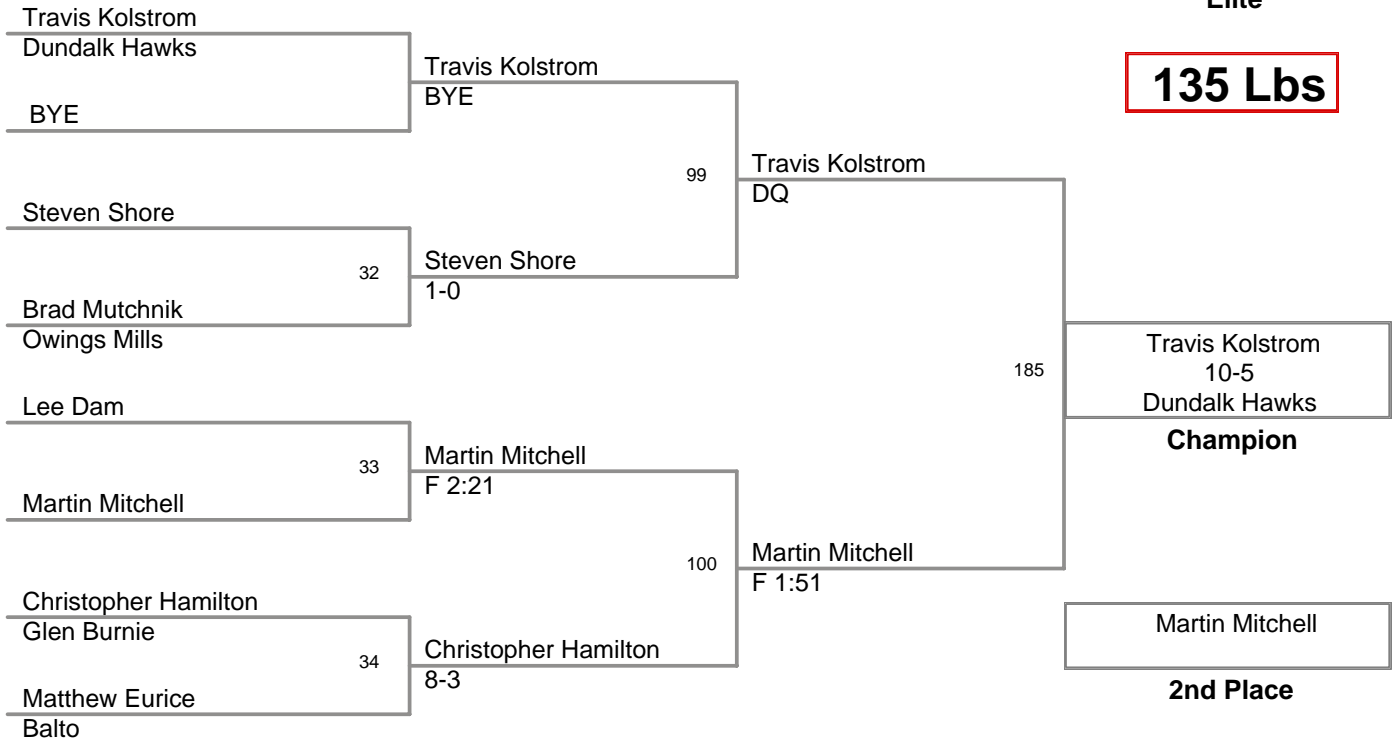 Elite
135 Lbs
Travis Kolstrom
Dundalk Hawks
BYE
Steven Shore
32
Brad Mutchnik
Owings Mills
Lee Dam
33
Martin Mitchell
Christopher Hamilton
Glen Burnie
34
Matthew Eurice
Balto
Travis Kolstrom
BYE
99
Steven Shore
1-0
Martin Mitchell
F 2:21
100
Christopher Hamilton
8-3
Travis Kolstrom
DQ
185
Martin Mitchell
F 1:51
Travis Kolstrom
10-5
Dundalk Hawks
Champion
Martin Mitchell
2nd Place